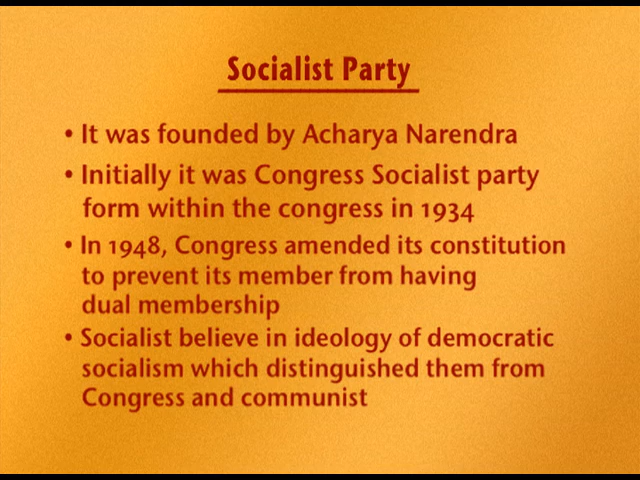 Socialist Party
• It was founded by Acharya Narendra
• Initially it was Congress Socialist party
form within the congress in 1934
• In 1948, Congress amended its constitution
to prevent its member from having
dual membership
• Socialist believe in ideology of democratic
socialism which distinguished them from
Congress and communist